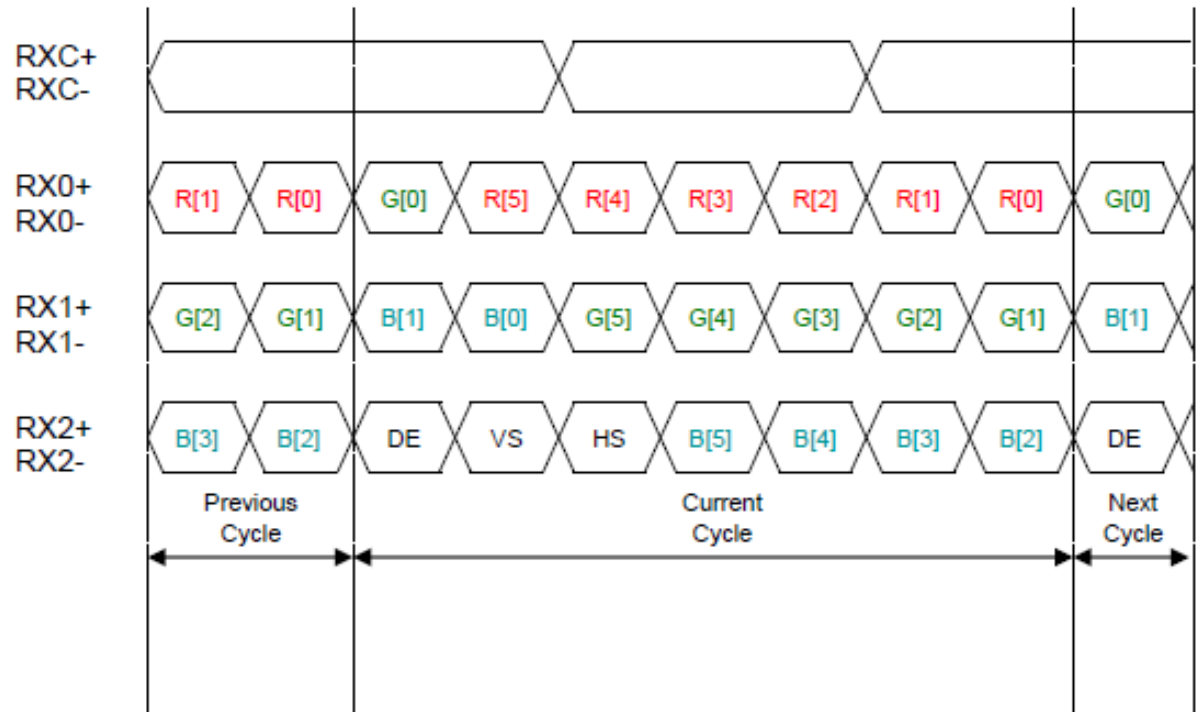 RXC+
RXC-
RX0+
RX0-
R[1] R[0] G[0] R[5] R[4] R[3] R[2] R[1] R[0] G[0]
RX1+
RX1-
G[2] G[1] B[1] B[0] G[5] G[4] G[3] G[2] G[1] B[1]
RX2+
RX2-
B[3] B[2] DE VS HS B[5] B[4] B[3] B[2] DE
Previous
Cycle
Current
Cycle
Next
Cycle